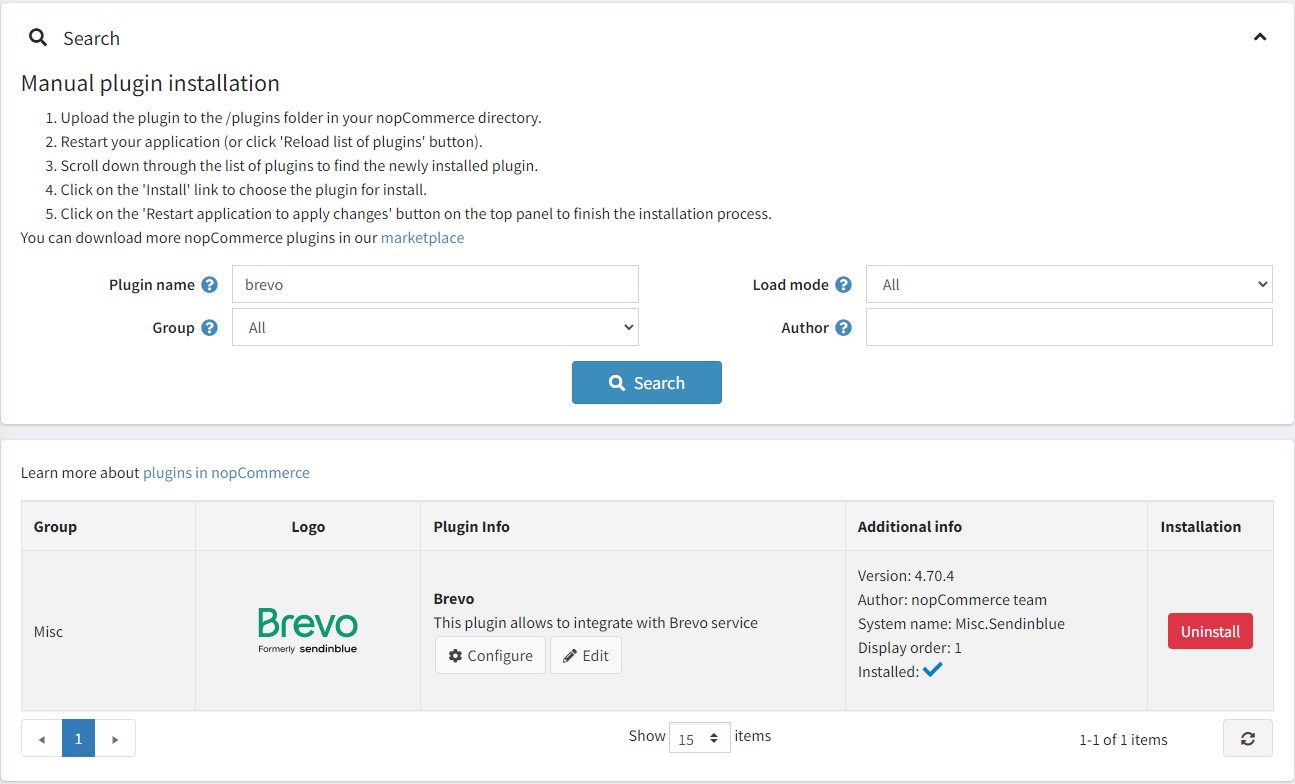 Search
Manual plugin installation
1. Upload the plugin to the /plugins folder in your nopCommerce directory.
2. Restart your application (or click 'Reload list of plugins' button).
3. Scroll down through the list of plugins to find the newly installed plugin.
4. Click on the 'Install' link to choose the plugin for install.
5. Click on the 'Restart application to apply changes' button on the top panel to finish the installation process.
You can download more nopCommerce plugins in our marketplace
Plugin name ? brevo Load mode ? All
Group ? All Author ?
Search
Learn more about plugins in nopCommerce
Group Logo Plugin Info Additional info Installation
Misc
Brevo
Formerly sendinblue
Brevo
This plugin allows to integrate with Brevo service
Configure Edit
Version: 4.70.4
Author: nopCommerce team
System name: Misc.Sendinblue
Display order: 1
Installed:
Uninstall
1 Show 15 items 1-1 of 1 items